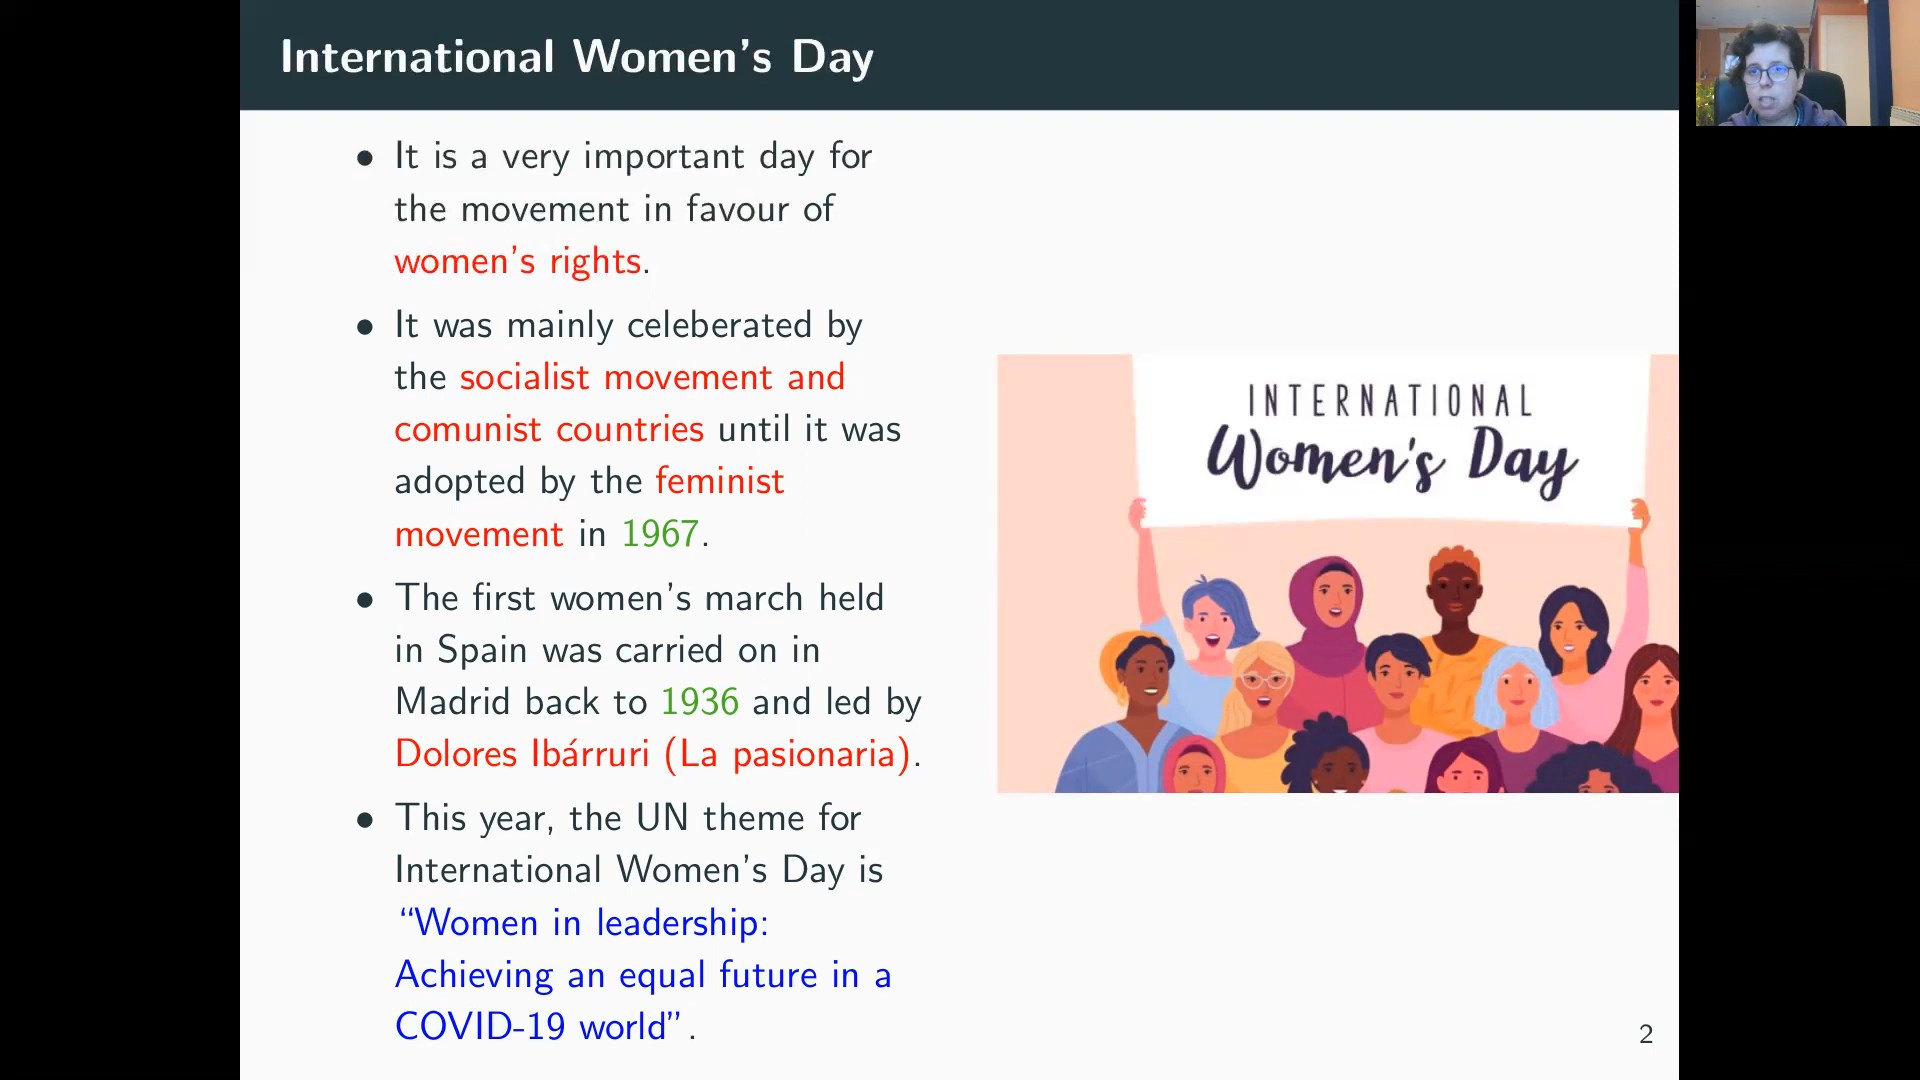 International Women's Day
• It is a very important day for
the movement in favour of
women's rights.
• It was mainly celeberated by
the socialist movement and
comunist countries until it was
adopted by the feminist
movement in 1967.
• The first women's march held
in Spain was carried on in
Madrid back to 1936 and led by
Dolores Ibárruri (La pasionaria).
• This year, the UN theme for
International Women's Day is
“Women in leadership:
Achieving an equal future in a
COVID-19 world”.
INTERNATIONAL
Women's Day
2